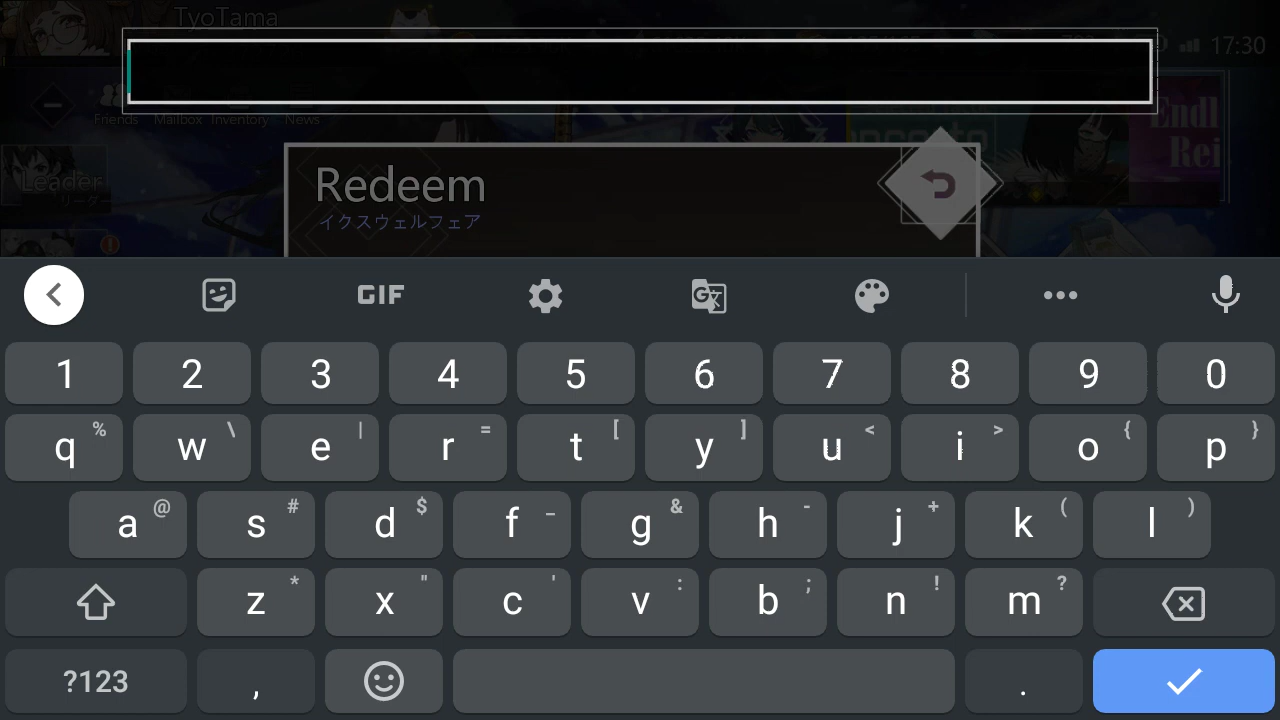 TyoTama
17:30
Friends Mailbox Inventory News
Endl
Rei
Leader
Redeem
イクスウェルフェア
GIF
1 2 3 4 5 6 7 8 9 0
q % w \ e | r = t [ y ] u < i > o { p }
a @ s # d $ f _ g & h - j + k ( l )
z * x " c ' v : b ; n ! m ?
?123 , .